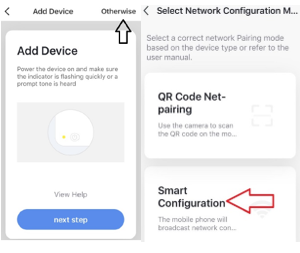 Add Device
Otherwise
Add Device
Power the device on and make sure
the indicator is flashing quickly or a
prompt tone is heard
View Help
next step
Select Network Configuration M...
Select a correct network Pairing mode
based on the device type or refer to the
user manual.
QR Code Net-
pairing
Use the camera to scan
the QR code on the mo...
Smart
Configuration
The mobile phone will
broadcast network con...